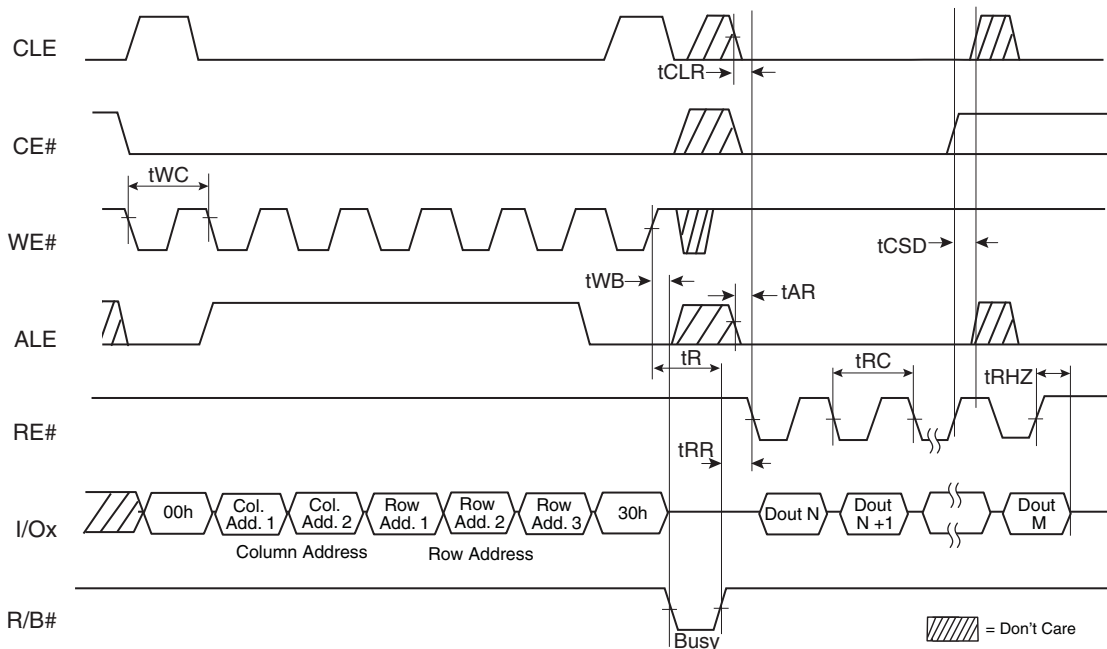 CLE
tCLR
CE#
tWC
WE#
tCSD
tWB
tAR
ALE
tR
tRC
tRHZ
RE#
tRR
I/Ox
00h
Col. Add. 1
Col. Add. 2
Row Add. 1
Row Add. 2
Row Add. 3
30h
Dout N
Dout N +1
Dout M
Column Address
Row Address
R/B#
Busy
= Don't Care